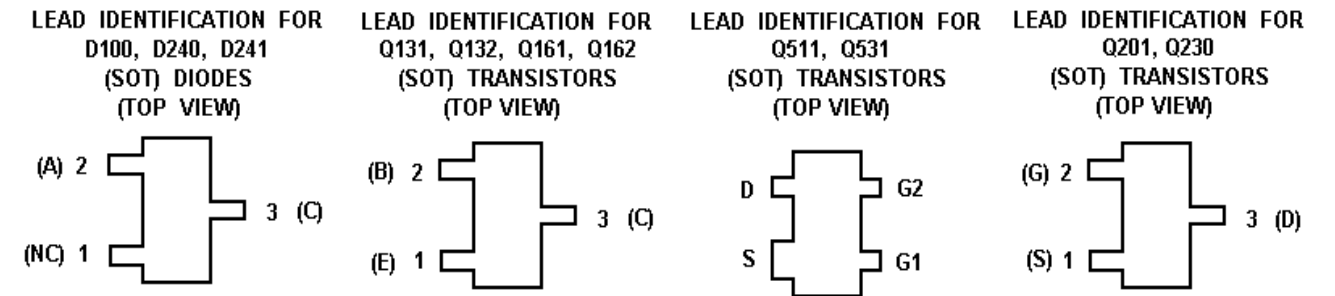 LEAD IDENTIFICATION FOR
D100, D240, D241
(SOT) DIODES
(TOP VIEW)
(A) 2
3 (C)
(NC) 1
LEAD IDENTIFICATION FOR
Q131, Q132, Q161, Q162
(SOT) TRANSISTORS
(TOP VIEW)
(B) 2
3 (C)
(E) 1
LEAD IDENTIFICATION FOR
Q511, Q531
(SOT) TRANSISTORS
(TOP VIEW)
D
G2
S
G1
LEAD IDENTIFICATION FOR
Q201, Q230
(SOT) TRANSISTORS
(TOP VIEW)
(G) 2
3 (D)
(S) 1